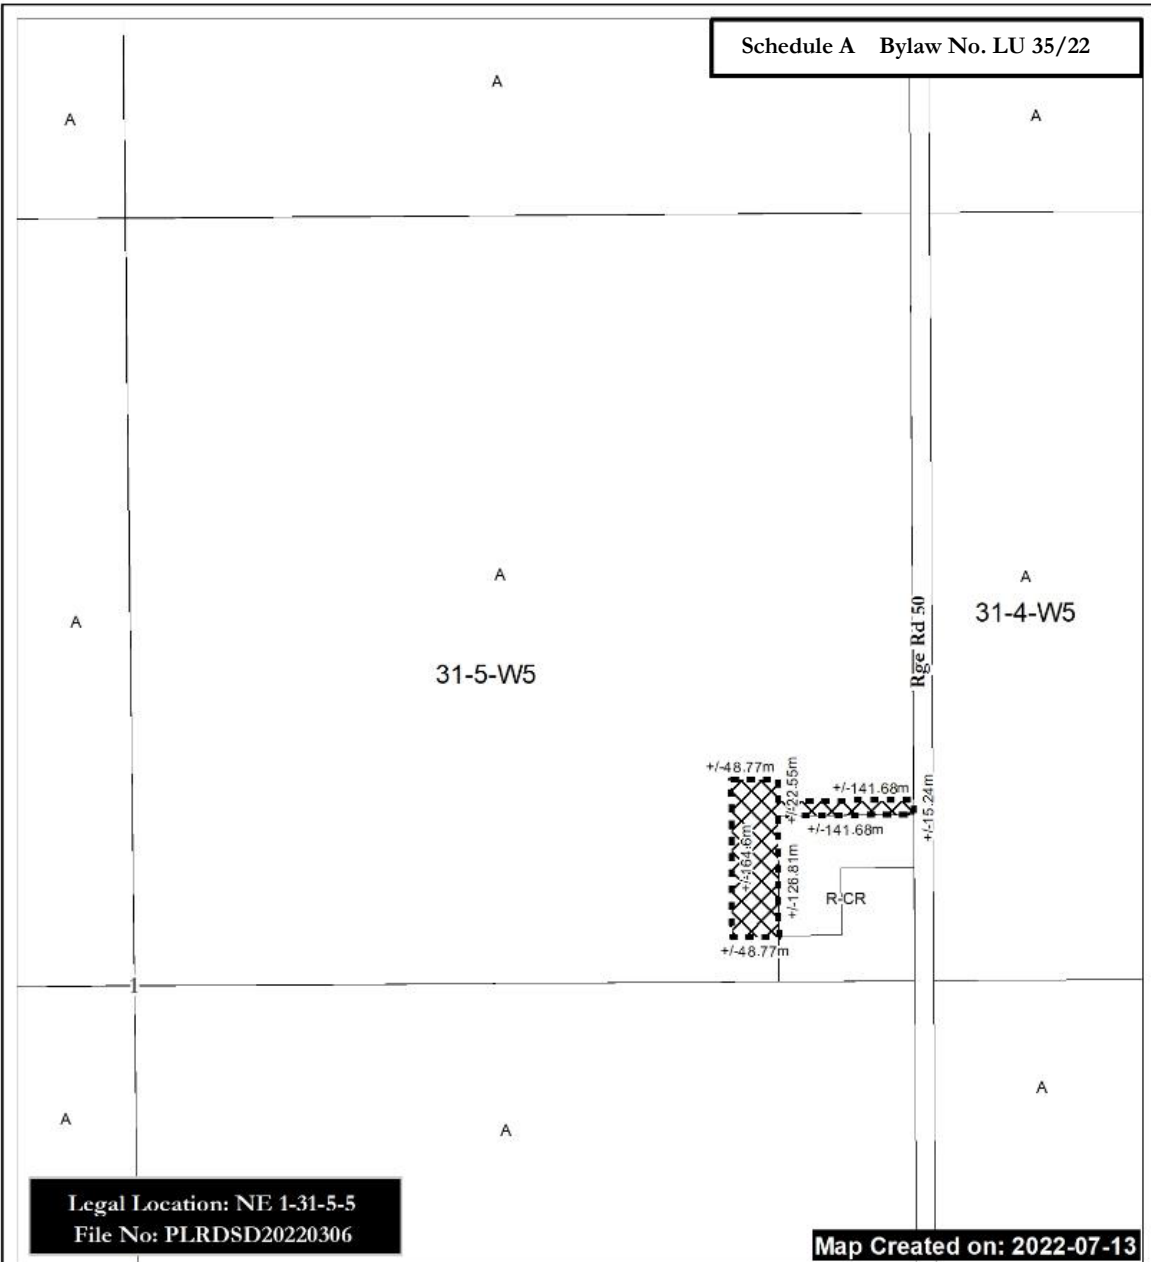 Schedule A Bylaw No. LU 35/22
A
A
A
A
A
A
31-4-W5
Rge Rd 50
31-5-W5
+/-48.77m
+/-22.55m
+/-141.68m
+/-15.24m
+/-141.68m
+/-164.6m
+/-126.81m
R-CR
+/-48.77m
1
A
A
A
Legal Location: NE 1-31-5-5
File No: PLRDSD20220306
Map Created on: 2022-07-13